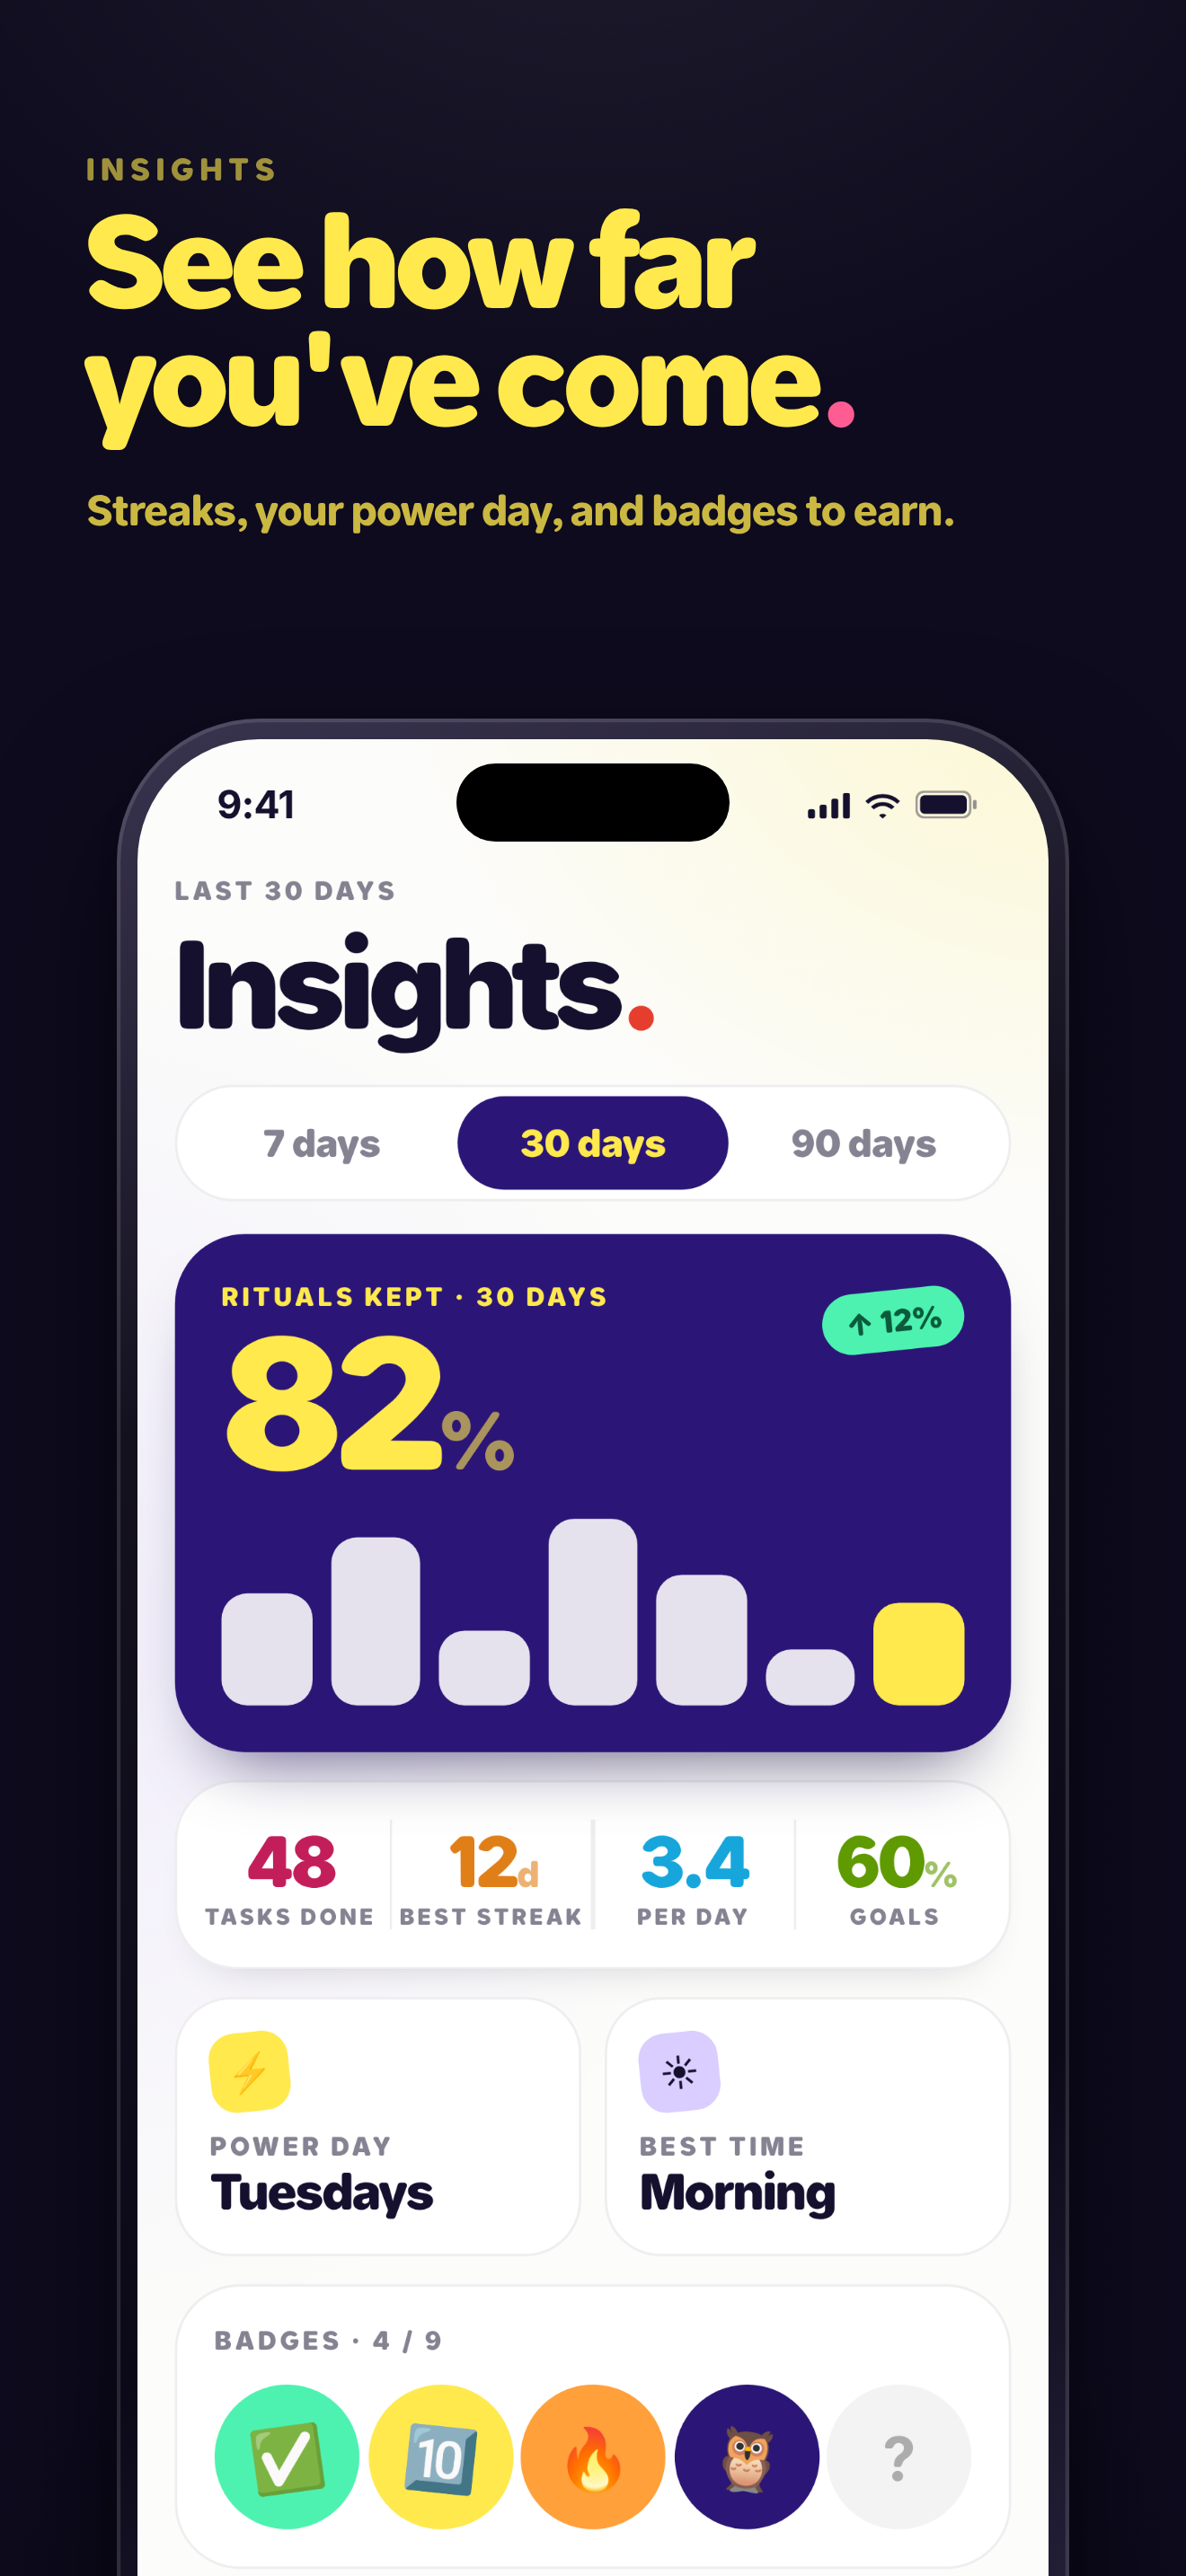 INSIGHTS
See how far
you've come.
Streaks, your power day, and badges to earn.
9:41
LAST 30 DAYS
Insights.
7 days 30 days 90 days
RITUALS KEPT · 30 DAYS
↑ 12%
82%
48 12d 3.4 60%
TASKS DONE BEST STREAK PER DAY GOALS
POWER DAY BEST TIME
Tuesdays Morning
BADGES · 4 / 9
10 ?